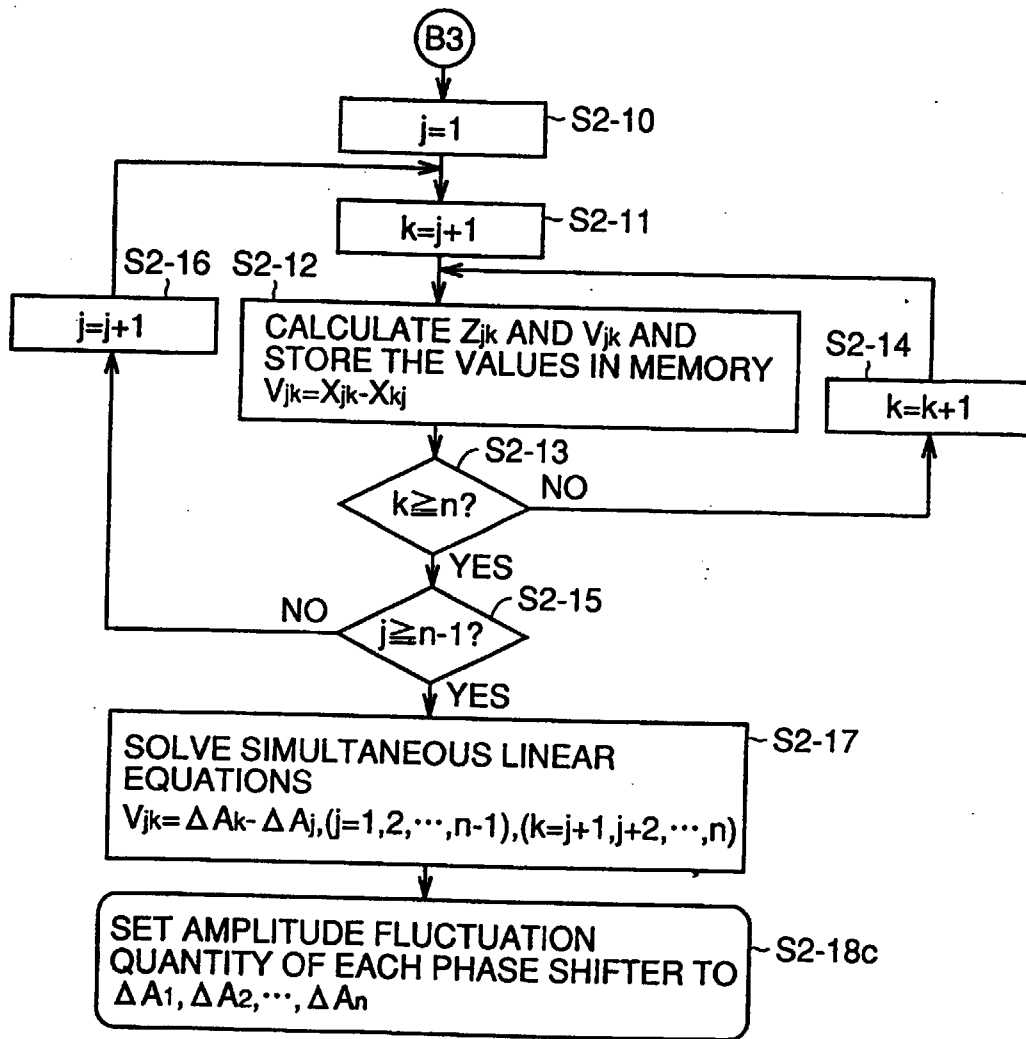 B3
j=1
S2-10
k=j+1
S2-11
S2-16
j=j+1
S2-12
CALCULATE Zjk AND Vjk AND
STORE THE VALUES IN MEMORY
Vjk=Xjk-Xkj
S2-14
k=k+1
S2-13
k≧n?
NO
YES
S2-15
j≧n-1?
NO
YES
S2-17
SOLVE SIMULTANEOUS LINEAR
EQUATIONS
Vjk=ΔAk-ΔAj,(j=1,2,⋯,n-1),(k=j+1,j+2,⋯,n)
SET AMPLITUDE FLUCTUATION
QUANTITY OF EACH PHASE SHIFTER TO
ΔA1,ΔA2,⋯,ΔAn
S2-18c